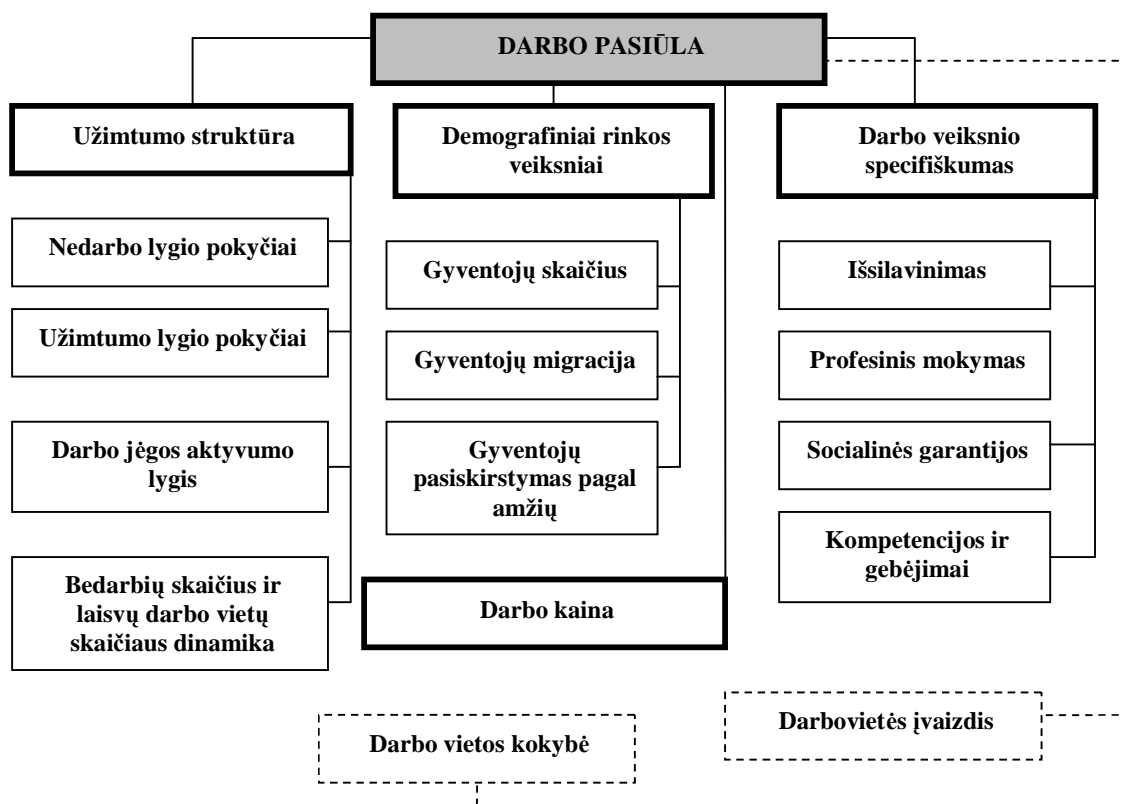 DARBO PASIŪLA
Užimtumo struktūra
Nedarbo lygio pokyčiai
Užimtumo lygio pokyčiai
Darbo jėgos aktyvumo
lygis
Bedarbių skaičius ir
laisvų darbo vietų
skaičiaus dinamika
Demografiniai rinkos
veiksniai
Gyventojų skaičius
Gyventojų migracija
Gyventojų
pasiskirstymas pagal
amžių
Darbo kaina
Darbo veiksnio
specifiškumas
Išsilavinimas
Profesinis mokymas
Socialinės garantijos
Kompetencijos ir
gebėjimai
Darbo vietos kokybė
Darbovietės įvaizdis